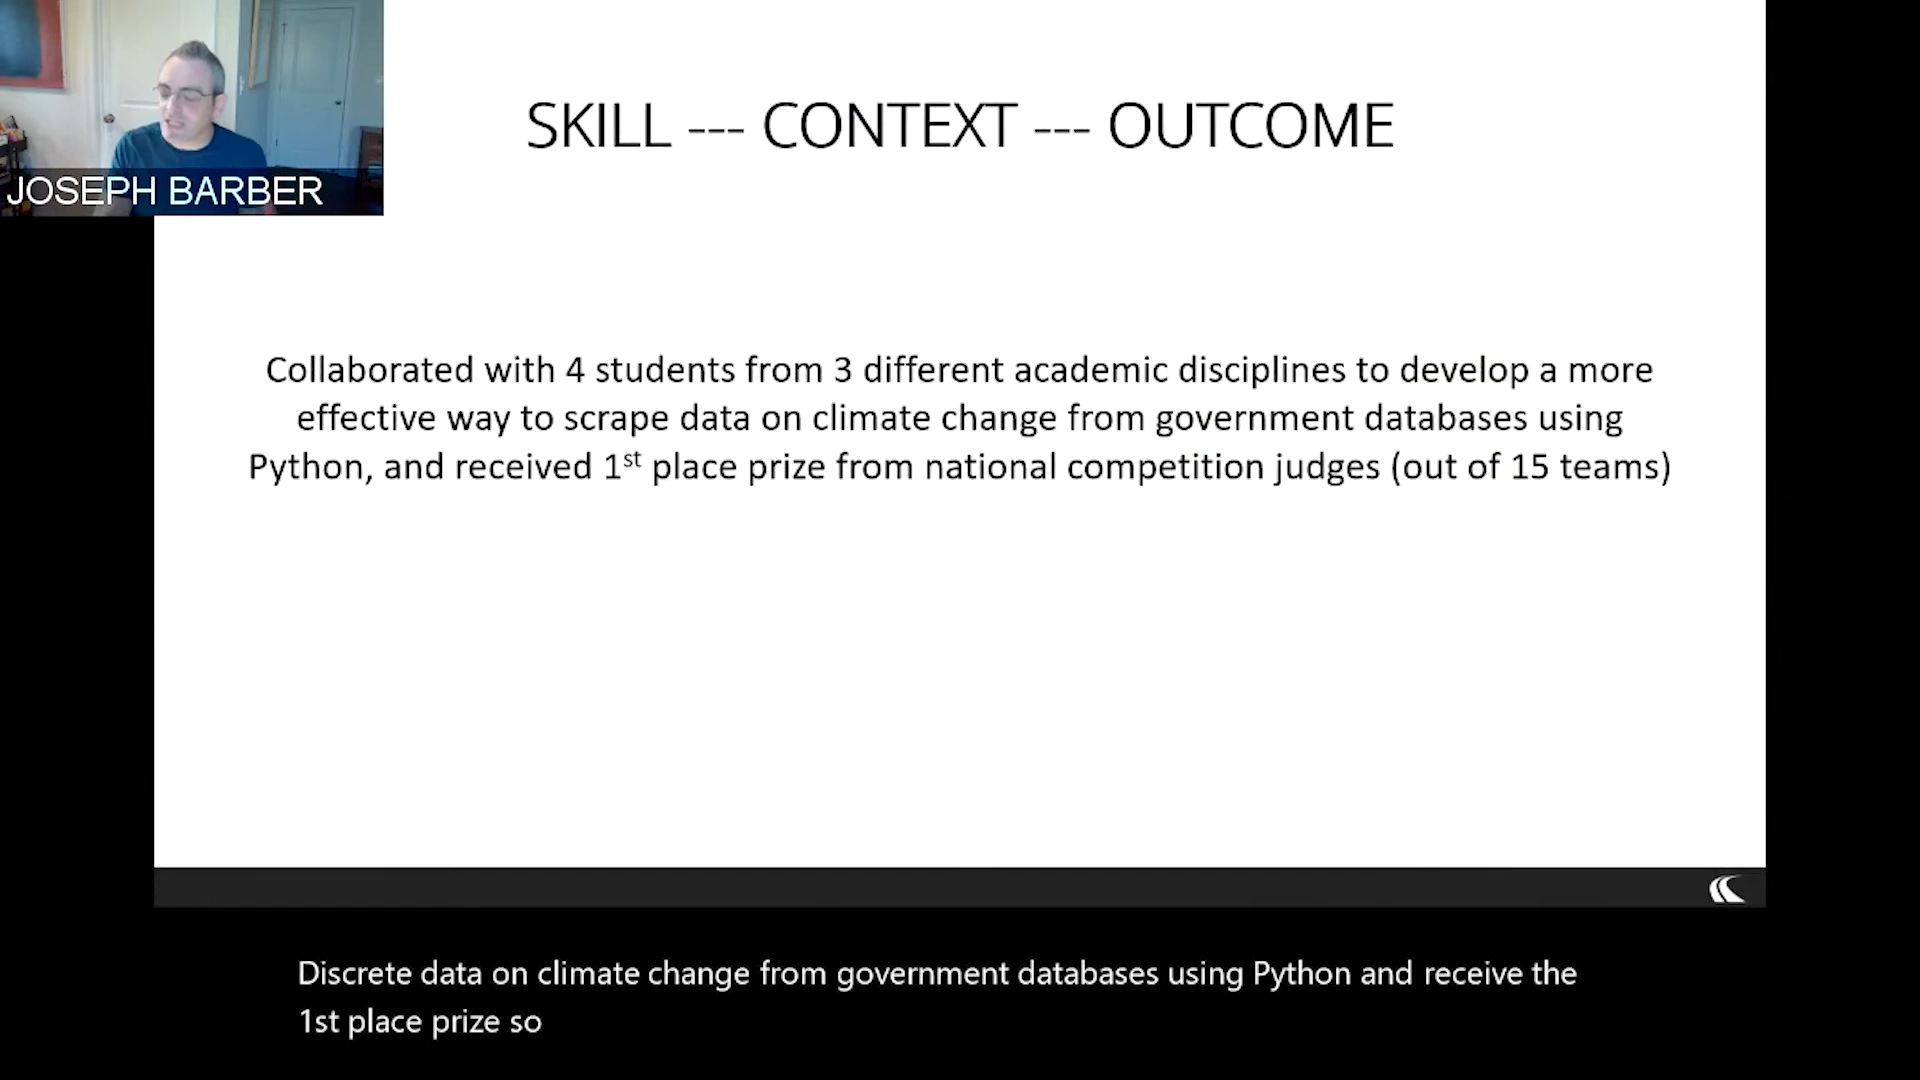 JOSEPH BARBER
SKILL --- CONTEXT --- OUTCOME
Collaborated with 4 students from 3 different academic disciplines to develop a more
effective way to scrape data on climate change from government databases using
Python, and received 1st place prize from national competition judges (out of 15 teams)
Discrete data on climate change from government databases using Python and receive the
1st place prize so